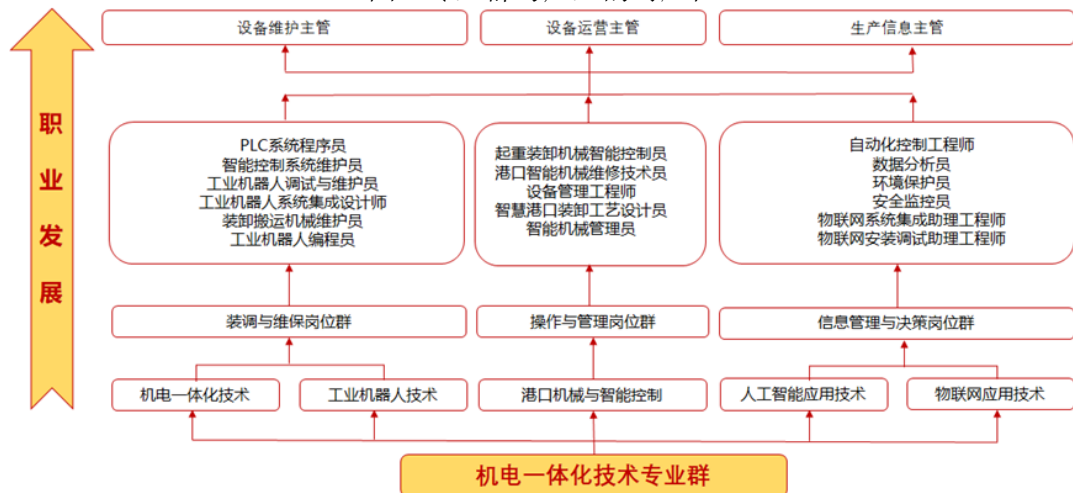 设备维护主管
设备运营主管
生产信息主管
职业发展
PLC系统程序员
智能控制系统维护员
工业机器人调试与维护员
工业机器人系统集成设计师
装卸搬运机械维护员
工业机器人编程员
起重装卸机械智能控制员
港口智能机械维修技术员
设备管理工程师
智慧港口装卸工艺设计员
智能机械管理员
自动化控制工程师
数据分析员
环境保护员
安全监控员
物联网系统集成助理工程师
物联网安装调试助理工程师
装调与维保岗位群
操作与管理岗位群
信息管理与决策岗位群
机电一体化技术
工业机器人技术
港口机械与智能控制
人工智能应用技术
物联网应用技术
机电一体化技术专业群